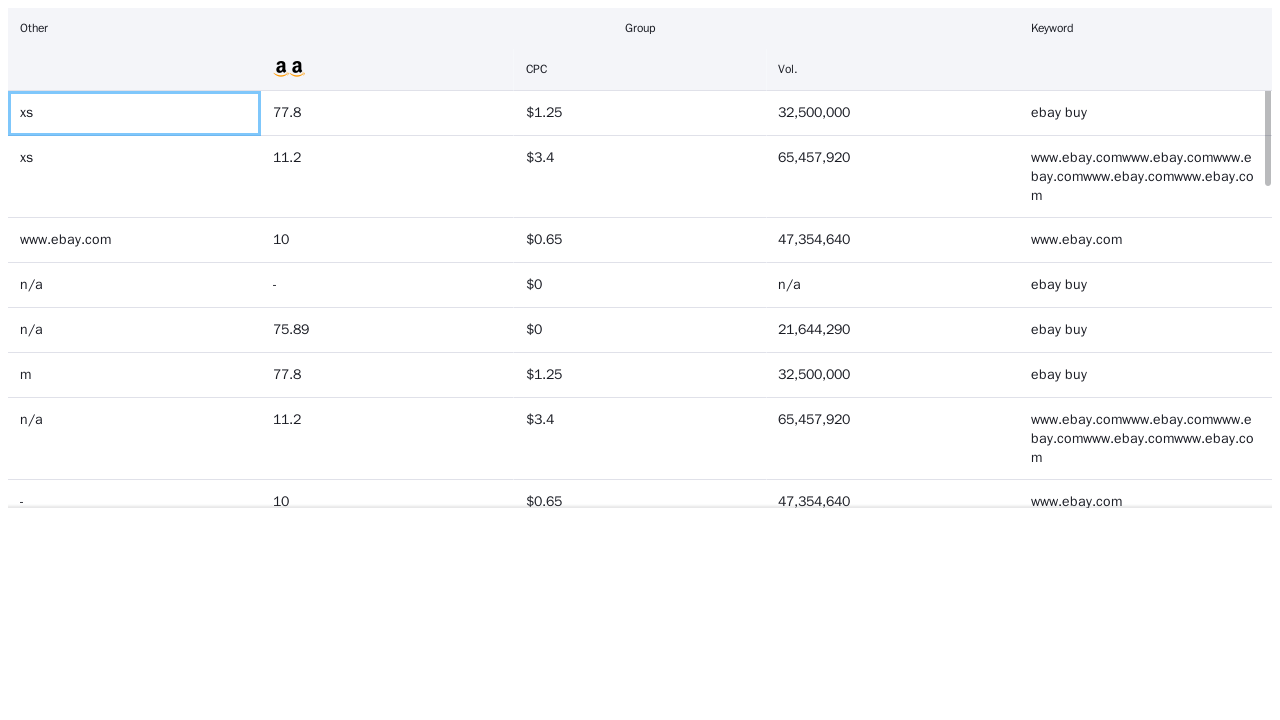 Other Group Keyword
a a CPC Vol.
xs 77.8 $1.25 32,500,000 ebay buy
xs 11.2 $3.4 65,457,920 www.ebay.comwww.ebay.comwww.e
bay.comwww.ebay.comwww.ebay.co
m
www.ebay.com 10 $0.65 47,354,640 www.ebay.com
n/a - $0 n/a ebay buy
n/a 75.89 $0 21,644,290 ebay buy
m 77.8 $1.25 32,500,000 ebay buy
n/a 11.2 $3.4 65,457,920 www.ebay.comwww.ebay.comwww.e
bay.comwww.ebay.comwww.ebay.co
m
- 10 $0.65 47,354,640 www.ebay.com